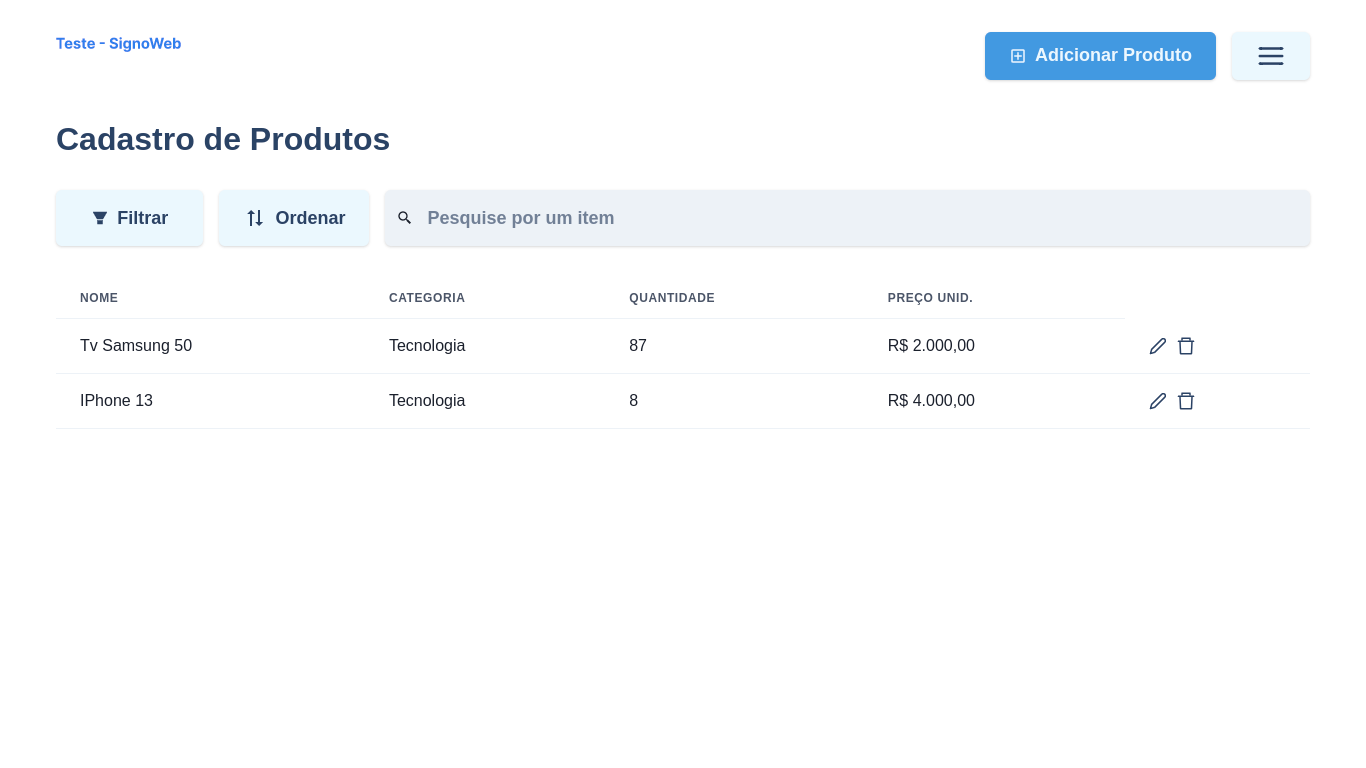 Teste - SignoWeb
Adicionar Produto
Cadastro de Produtos
Filtrar
Ordenar
Pesquise por um item
NOME CATEGORIA QUANTIDADE PREÇO UNID.
Tv Samsung 50 Tecnologia 87 R$ 2.000,00
IPhone 13 Tecnologia 8 R$ 4.000,00